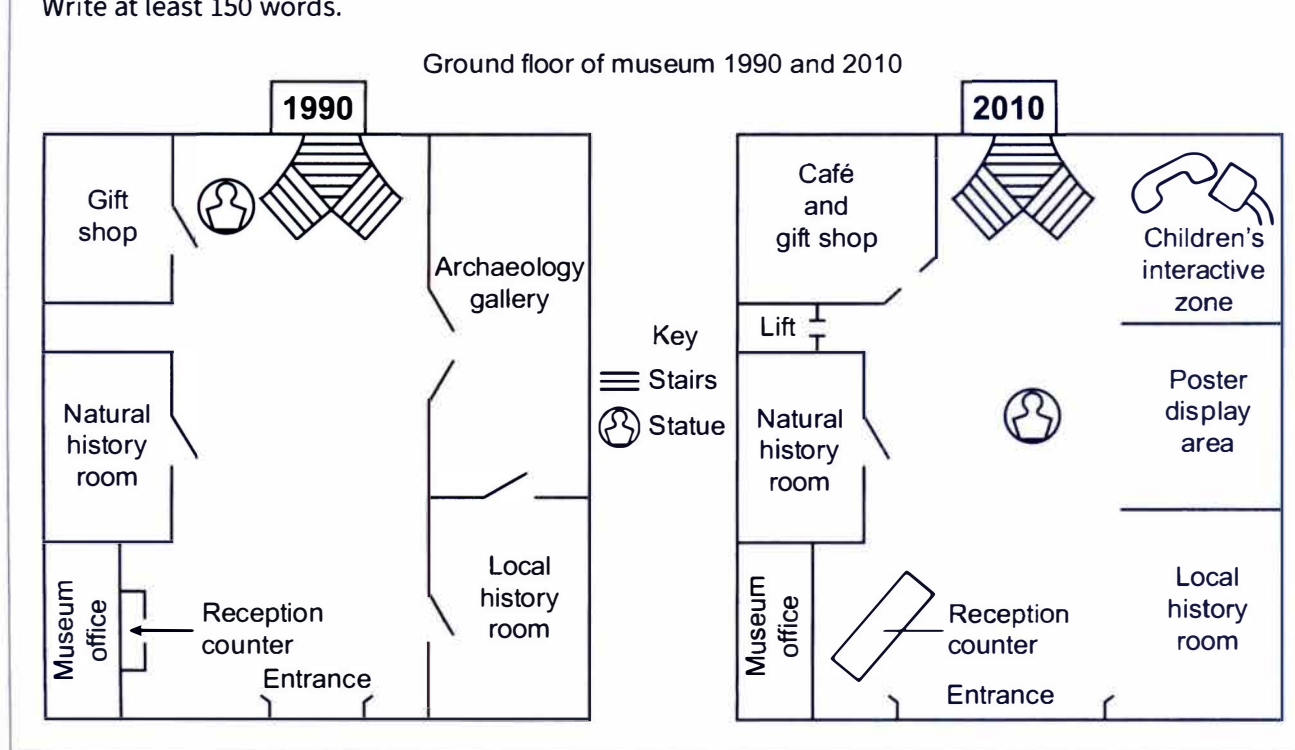 Write at least 150 words.
Ground floor of museum 1990 and 2010
1990
Gift
shop
Archaeology
gallery
Natural
history
room
Museum
office
Reception
counter
Local
history
room
Entrance
Key
Stairs
Statue
2010
Café
and
gift shop
Children's
interactive
zone
Lift
Poster
display
area
Natural
history
room
Museum
office
Reception
counter
Local
history
room
Entrance